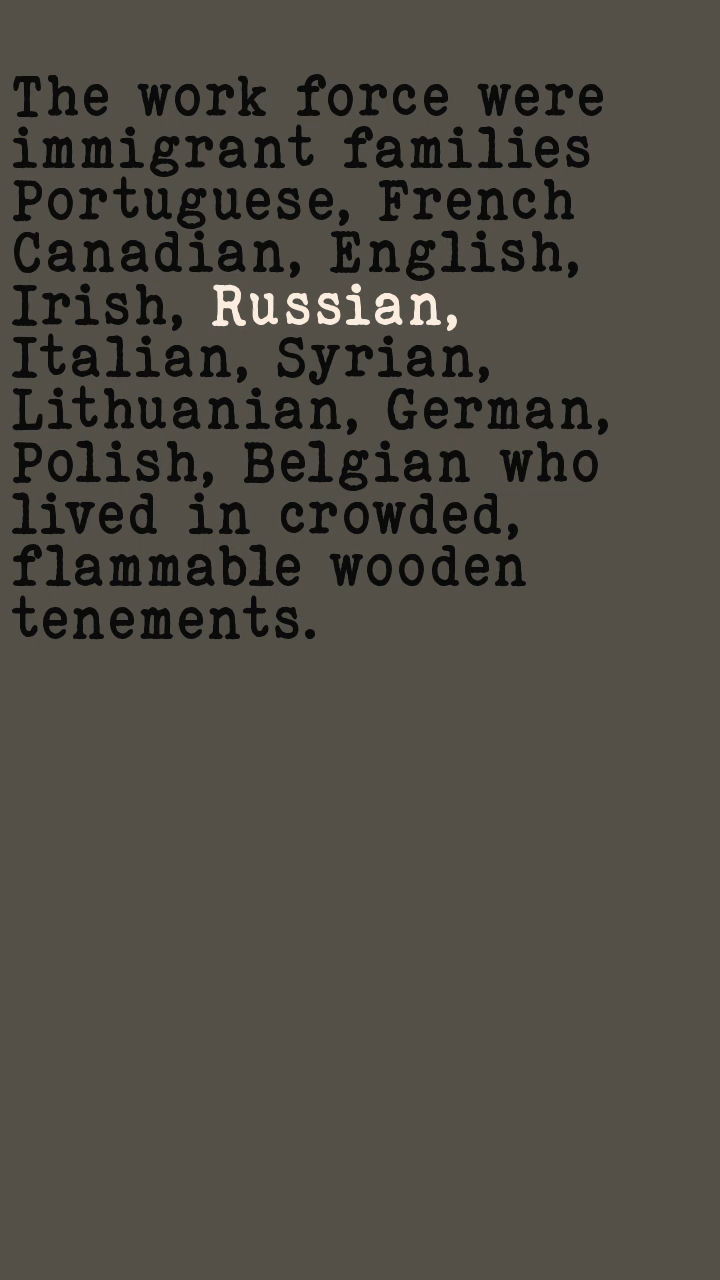 The work force were
immigrant families
Portuguese, French
Canadian, English,
Irish, Russian,
Italian, Syrian,
Lithuanian, German,
Polish, Belgian who
lived in crowded,
flammable wooden
tenements.